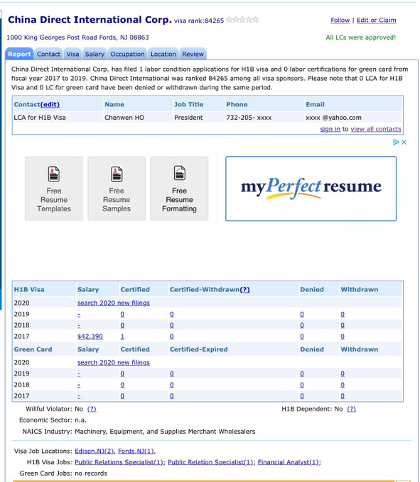 China Direct International Corp. visa rank:84265
Follow | Edit or Claim
1000 King Georges Post Road Fords, NJ 08863
All LCs were approved!
Report Contact Visa Salary Occupation Location Review
China Direct International Corp. has filed 1 labor condition applications for H1B visa and 0 labor certifications for green card from
fiscal year 2017 to 2019. China Direct International Corp. was ranked 84265 among all visa sponsors. Please note that 0 LCA for H1B
Visa and 0 LC for green card have been denied or withdrawn during the same period.
Contact(edit) Name Job Title Phone Email
LCA for H1B Visa Chenwen HO President 732-205- xxxx xxxx @yahoo.com
sign in to view all contacts
Free Resume Templates
Free Resume Samples
Free Resume Formatting
myPerfectresume
H1B Visa Salary Certified Certified-Withdrawn(?) Denied Withdrawn
2020 search 2020 new filings
2019 - 0 0 0 0
2018 - 0 0 0 0
2017 $42,390 1 0 0 0
Green Card Salary Certified Certified-Expired Denied Withdrawn
2020 search 2020 new filings
2019 - 0 0 0 0
2018 - 0 0 0 0
2017 - 0 0 0 0
Willful Violator: No (?) H1B Dependent: No (?)
Economic Sector: n.a.
NAICS Industry: Machinery, Equipment, and Supplies Merchant Wholesalers
Visa Job Locations: Edison,NJ(2), Fords,NJ(1),
H1B Visa Jobs: Public Relations Specialist(1); Public Relation Specialist(1); Financial Analyst(1);
Green Card Jobs: no records